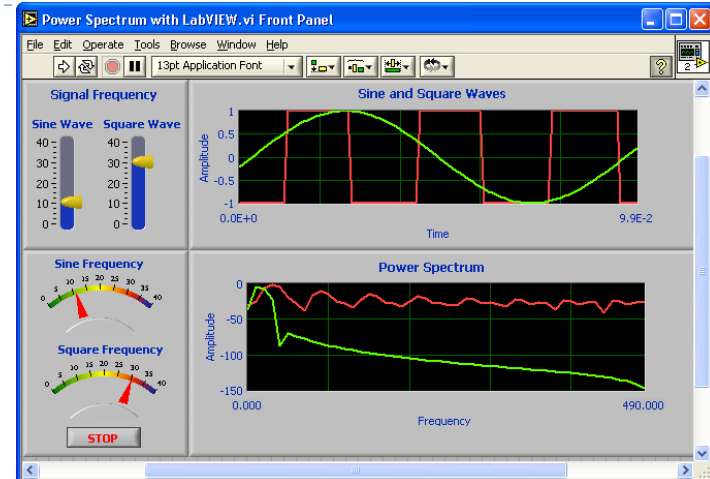 Power Spectrum with LabVIEW.vi Front Panel
File Edit Operate Tools Browse Window Help
13pt Application Font
?
2
Signal Frequency
Sine Wave Square Wave
40
30
20
10
0
40
30
20
10
0
Sine and Square Waves
Amplitude
1
0.5
0
-0.5
-1
0.0E+0 9.9E-2
Time
Sine Frequency
0 5 10 15 20 25 30 35 40
Square Frequency
0 5 10 15 20 25 30 35 40
STOP
Power Spectrum
Amplitude
0
-50
-100
-150
0.000 490.000
Frequency